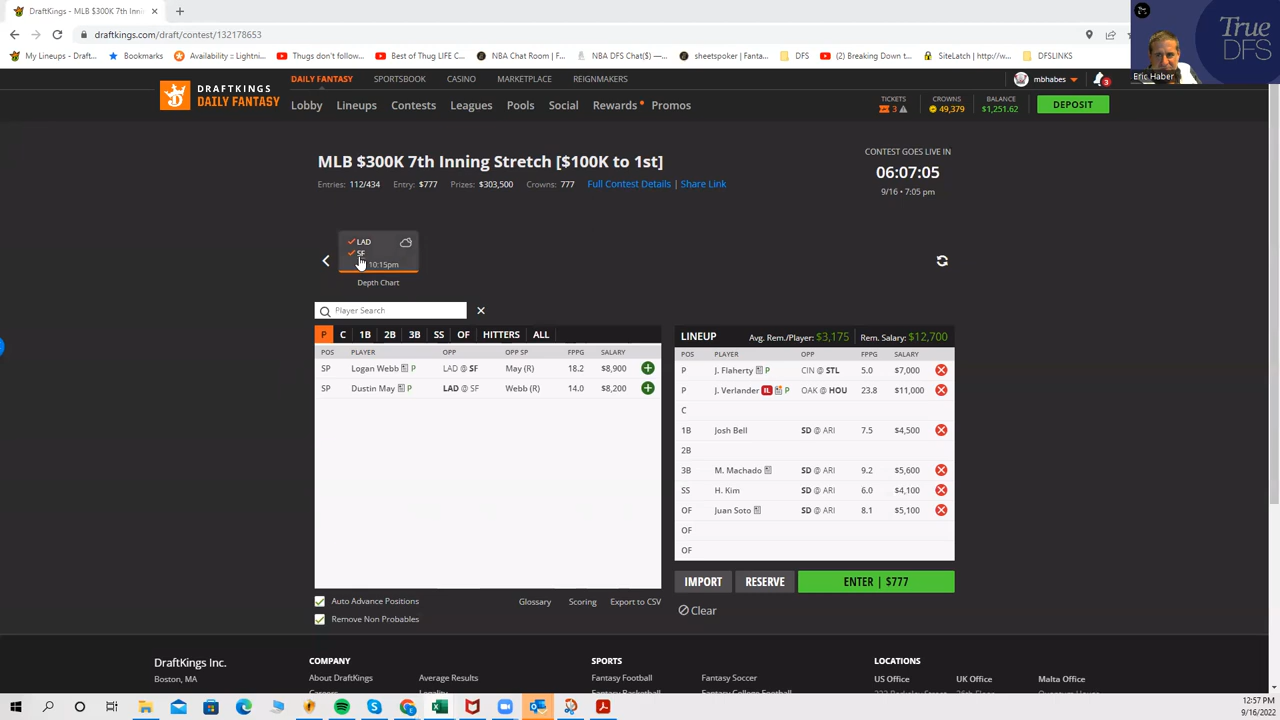 DraftKings - MLB $300K 7th Inni
draftkings.com/draft/contest/132178653
My Lineups - Draft... Bookmarks Availability :: Lightni... Thugs don't follow... Best of Thug LIFE C... NBA Chat Room | F... NBA DFS Chat($) —... sheetspoker | Fanta... DFS (2) Breaking Down t... SiteLatch | http://w... DFSLINKS
True
DFS
Eric Haber
DAILY FANTASY SPORTSBOOK CASINO MARKETPLACE REIGNMAKERS mbhabes 3
DRAFTKINGS
DAILY FANTASY
Lobby Lineups Contests Leagues Pools Social Rewards Promos
TICKETS CROWNS BALANCE
3 49,379 $1,251.62
DEPOSIT
MLB $300K 7th Inning Stretch [$100K to 1st]
Entries: 112/434 Entry: $777 Prizes: $303,500 Crowns: 777 Full Contest Details | Share Link
CONTEST GOES LIVE IN
06:07:05
9/16 • 7:05 pm
LAD
SF
10:15pm
Depth Chart
Player Search
P C 1B 2B 3B SS OF HITTERS ALL
POS PLAYER OPP OPP SP FPPG SALARY
SP Logan Webb P LAD @ SF May (R) 18.2 $8,900
SP Dustin May P LAD @ SF Webb (R) 14.0 $8,200
LINEUP Avg. Rem./Player: $3,175 Rem. Salary: $12,700
POS PLAYER OPP FPPG SALARY
P J. Flaherty P CIN @ STL 5.0 $7,000
P J. Verlander IL P OAK @ HOU 23.8 $11,000
C
1B Josh Bell SD @ ARI 7.5 $4,500
2B
3B M. Machado SD @ ARI 9.2 $5,600
SS H. Kim SD @ ARI 6.0 $4,100
OF Juan Soto SD @ ARI 8.1 $5,100
OF
OF
IMPORT RESERVE ENTER | $777
Clear
Auto Advance Positions
Remove Non Probables
Glossary Scoring Export to CSV
DraftKings Inc.
Boston, MA
COMPANY
About DraftKings Average Results
SPORTS
Fantasy Football Fantasy Soccer
LOCATIONS
US Office UK Office Malta Office
12:57 PM
9/16/2022